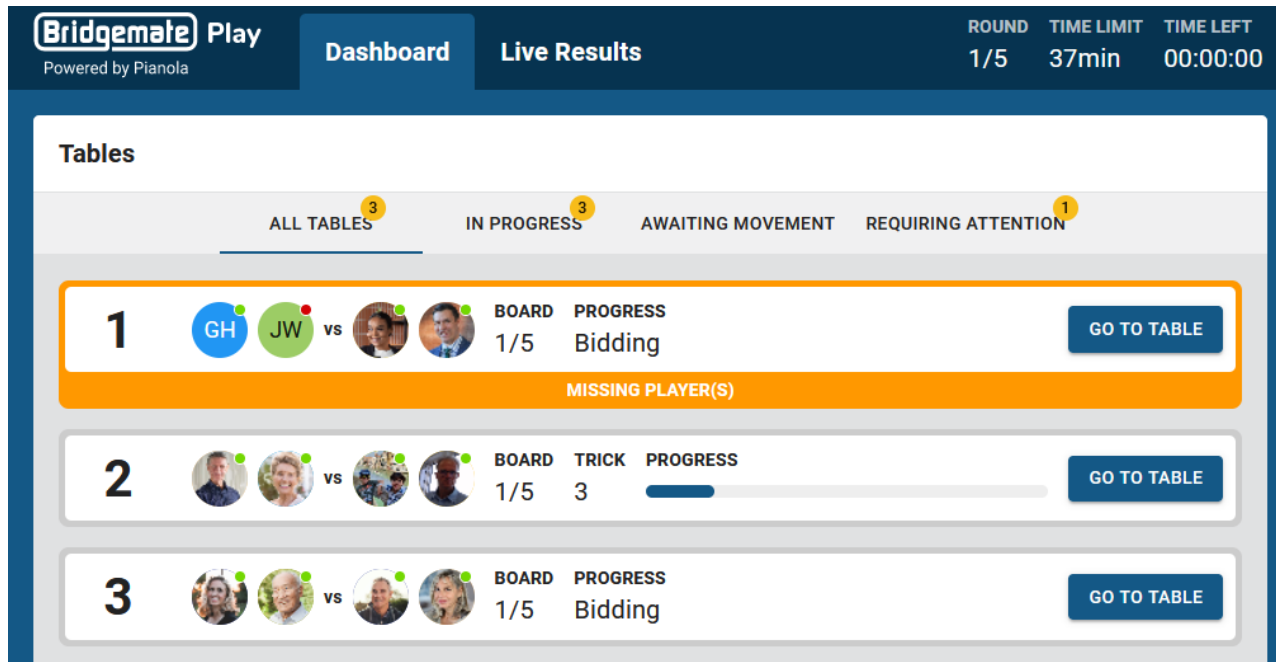 Bridgemate Play
Powered by Pianola
Dashboard
Live Results
ROUND TIME LIMIT TIME LEFT
1/5 37min 00:00:00
Tables
ALL TABLES 3
IN PROGRESS 3
AWAITING MOVEMENT
REQUIRING ATTENTION 1
1
GH JW vs
BOARD PROGRESS
1/5 Bidding
GO TO TABLE
MISSING PLAYER(S)
2
vs
BOARD TRICK PROGRESS
1/5 3
GO TO TABLE
3
vs
BOARD PROGRESS
1/5 Bidding
GO TO TABLE